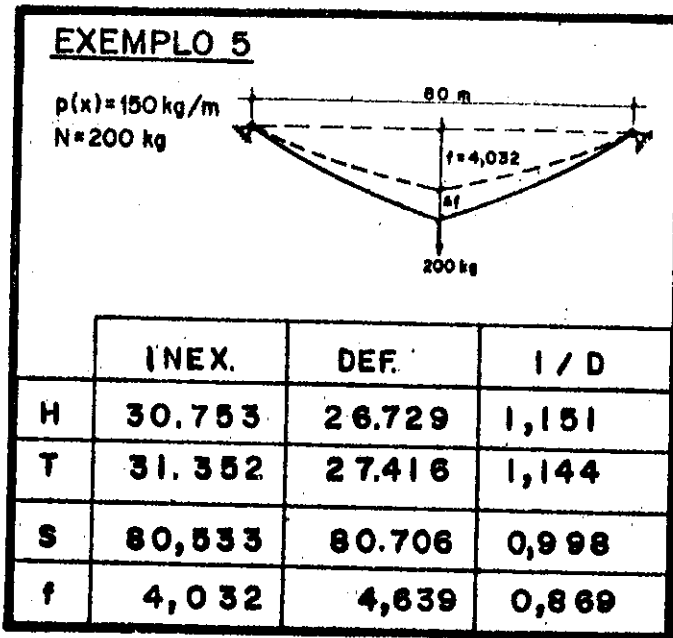 EXEMPLO 5
p(x)=150 kg/m
N=200 kg
80 m
f=4,032
Δf
200 kg
INEX. DEF. I / D
H 30.753 26.729 1,151
T 31.352 27.416 1,144
S 80,533 80.706 0,998
f 4,032 4,639 0,869